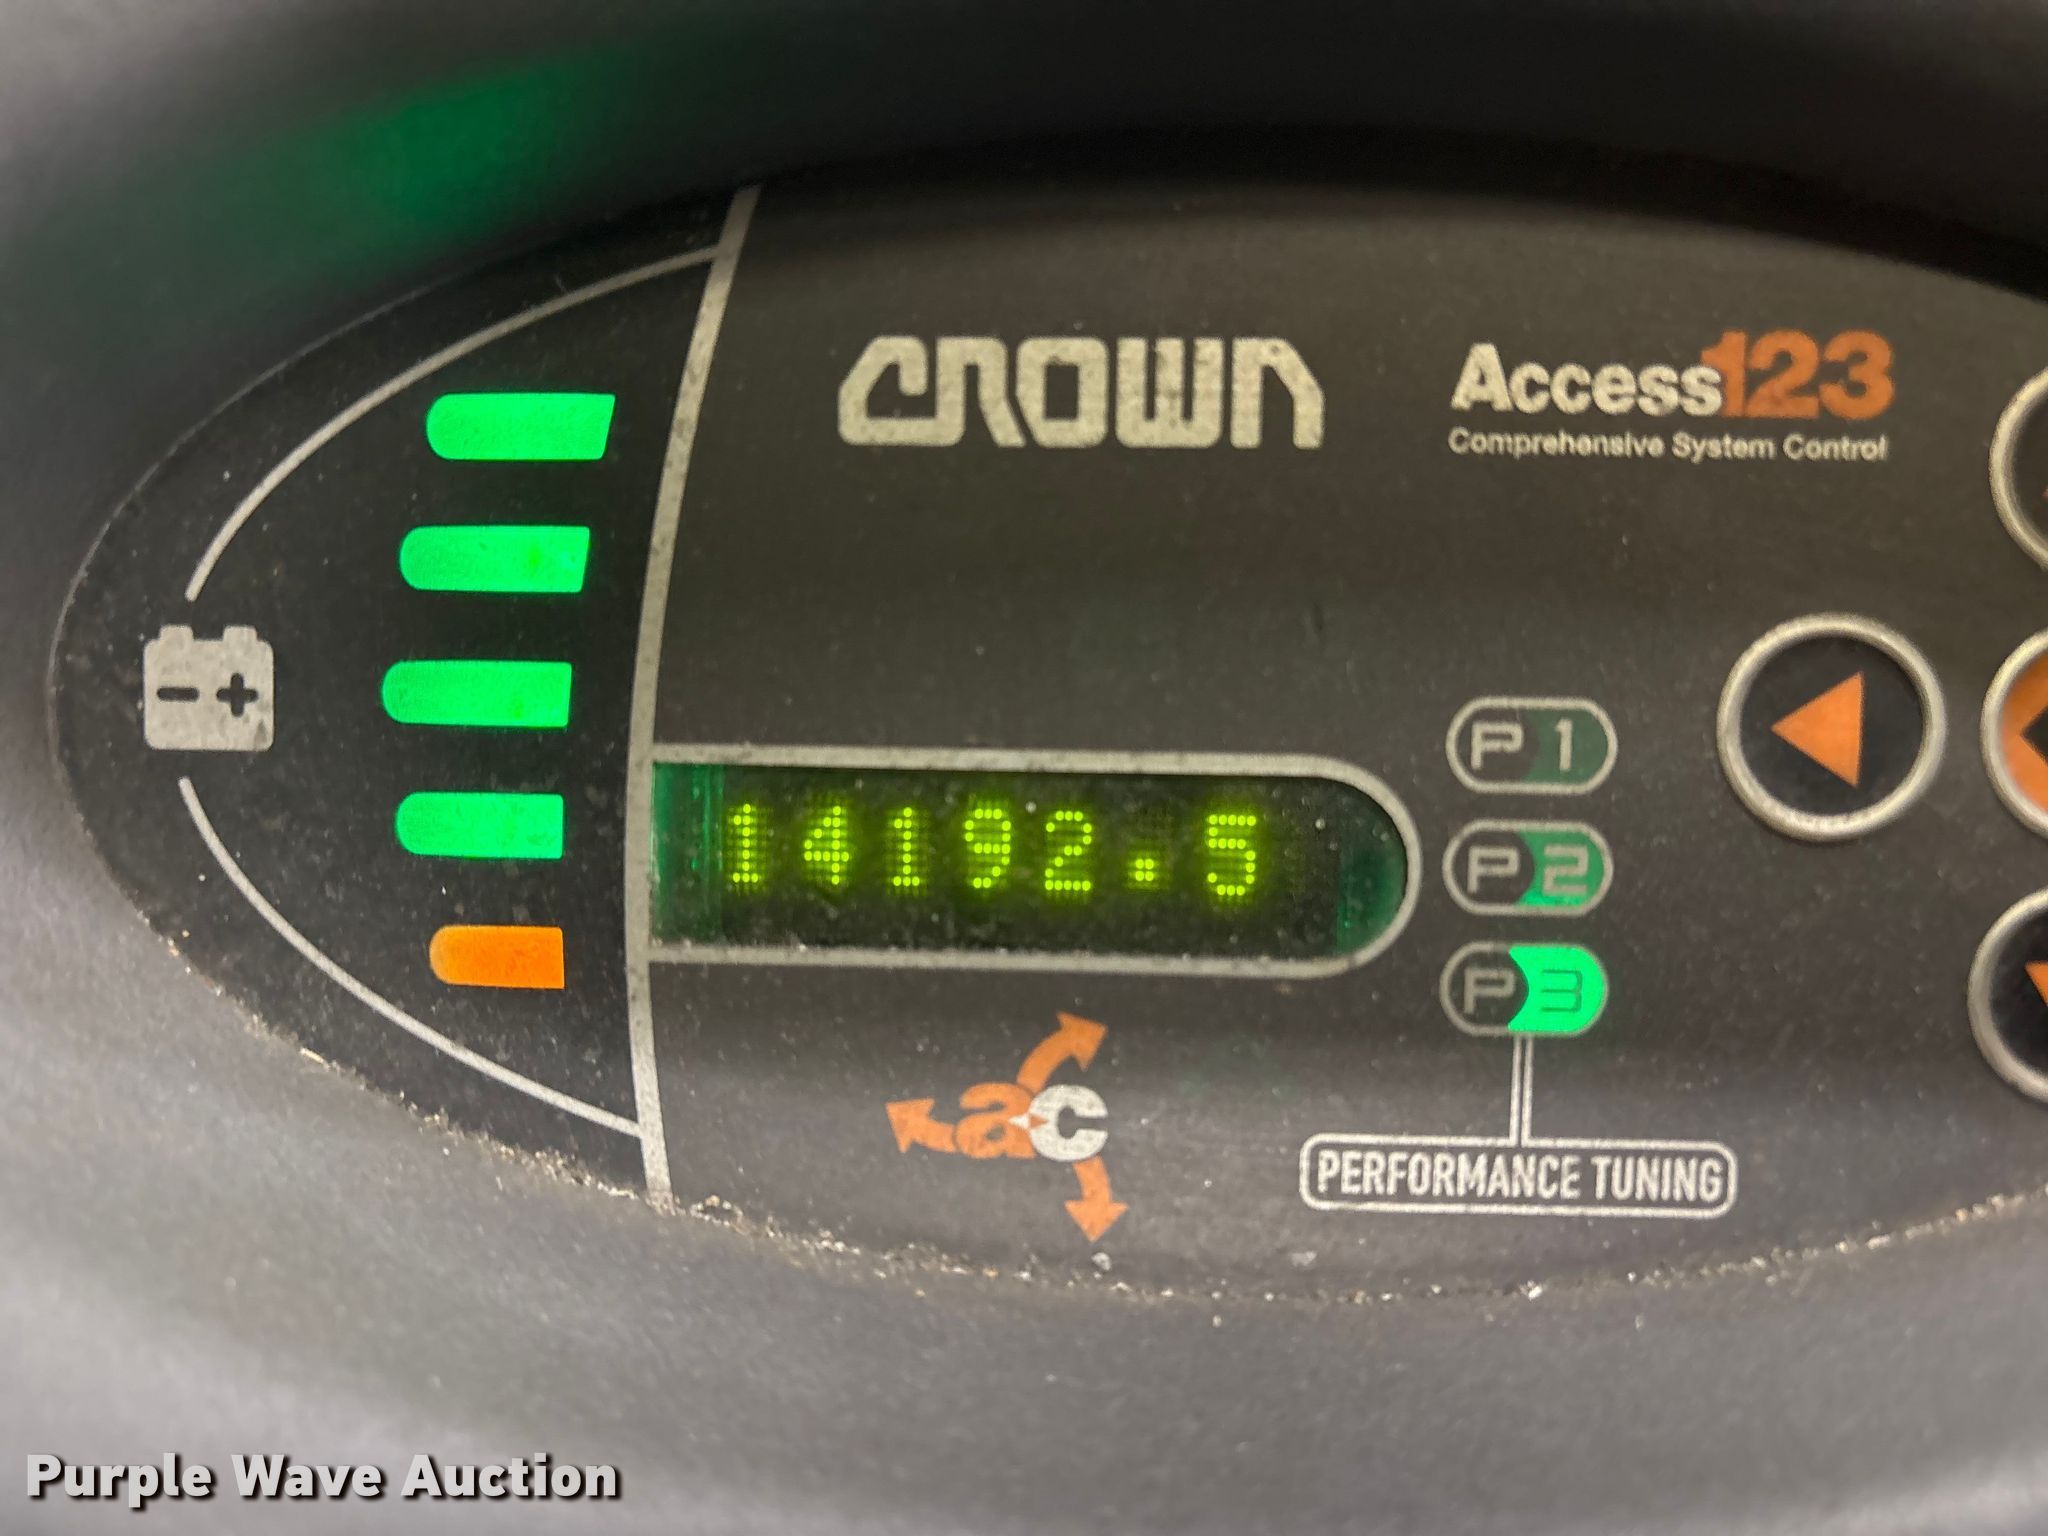 CROWN
Access123
Comprehensive System Control
- +
14192.5
P1
P2
P3
ac
PERFORMANCE TUNING
Purple Wave Auction